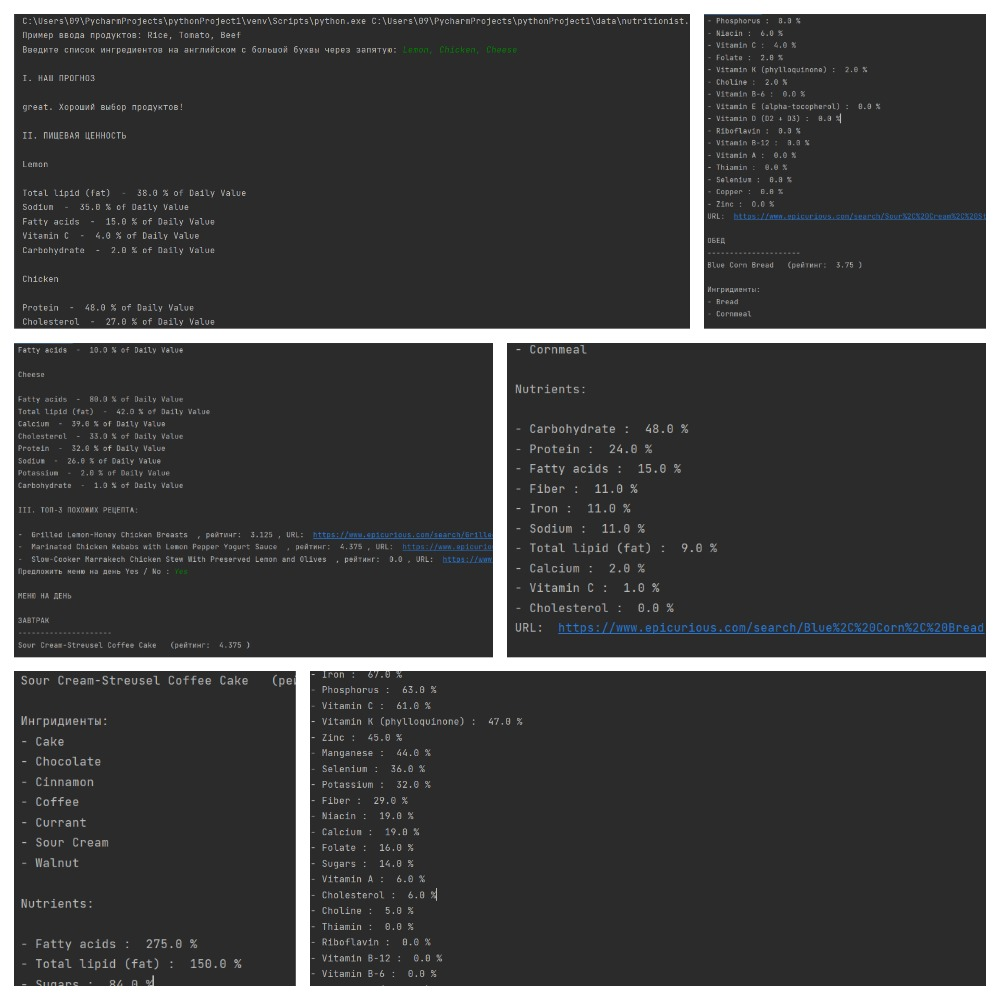 C:\Users\09\PycharmProjects\pythonProject1\venv\Scripts\python.exe C:\Users\09\PycharmProjects\pythonProject1\data\nutritionist.
Пример ввода продуктов: Rice, Tomato, Beef
Введите список ингредиентов на английском с большой буквы через запятую: Lemon, Chicken, Cheese
I. НАШ ПРОГНОЗ
great. Хороший выбор продуктов!
II. ПИЩЕВАЯ ЦЕННОСТЬ
Lemon
Total lipid (fat)  -  38.0 % of Daily Value
Sodium  -  35.0 % of Daily Value
Fatty acids  -  15.0 % of Daily Value
Vitamin C  -  4.0 % of Daily Value
Carbohydrate  -  2.0 % of Daily Value
Chicken
Protein  -  48.0 % of Daily Value
Cholesterol  -  27.0 % of Daily Value
- Phosphorus :  0.0 %
- Niacin :  6.0 %
- Vitamin C :  4.0 %
- Folate :  2.0 %
- Vitamin K (phylloquinone) :  2.0 %
- Choline :  2.0 %
- Vitamin B-6 :  0.0 %
- Vitamin E (alpha-tocopherol) :  0.0 %
- Vitamin D (D2 + D3) :  0.0 %
- Riboflavin :  0.0 %
- Vitamin B-12 :  0.0 %
- Vitamin A :  0.0 %
- Thiamin :  0.0 %
- Selenium :  0.0 %
- Copper :  0.0 %
- Zinc :  0.0 %
URL:  https://www.epicurious.com/search/Sour%2C%20Cream%2C%20S
ОБЕД
---------------------
Blue Corn Bread   (рейтинг:  3.75 )
Ингридиенты:
- Bread
- Cornmeal
Fatty acids  -  10.0 % of Daily Value
Cheese
Fatty acids  -  80.0 % of Daily Value
Total lipid (fat)  -  42.0 % of Daily Value
Calcium  -  39.0 % of Daily Value
Cholesterol  -  33.0 % of Daily Value
Protein  -  32.0 % of Daily Value
Sodium  -  26.0 % of Daily Value
Potassium  -  2.0 % of Daily Value
Carbohydrate  -  1.0 % of Daily Value
III. ТОП-3 ПОХОЖИХ РЕЦЕПТА:
-  Grilled Lemon-Honey Chicken Breasts  , рейтинг:  3.125 , URL:  https://www.epicurious.com/search/Grille
-  Marinated Chicken Kebabs with Lemon Pepper Yogurt Sauce  , рейтинг:  4.375 , URL:  https://www.epicurio
-  Slow-Cooker Marrakech Chicken Stew With Preserved Lemon and Olives  , рейтинг:  0.0 , URL:  https://www
Предложить меню на день Yes / No : Yes
МЕНЮ НА ДЕНЬ
ЗАВТРАК
---------------------
Sour Cream-Streusel Coffee Cake   (рейтинг:  4.375 )
- Cornmeal
Nutrients:
- Carbohydrate :  48.0 %
- Protein :  24.0 %
- Fatty acids :  15.0 %
- Fiber :  11.0 %
- Iron :  11.0 %
- Sodium :  11.0 %
- Total lipid (fat) :  9.0 %
- Calcium :  2.0 %
- Vitamin C :  1.0 %
- Cholesterol :  0.0 %
URL:  https://www.epicurious.com/search/Blue%2C%20Corn%2C%20Bread
Sour Cream-Streusel Coffee Cake   (рей
Ингридиенты:
- Cake
- Chocolate
- Cinnamon
- Coffee
- Currant
- Sour Cream
- Walnut
Nutrients:
- Fatty acids :  275.0 %
- Total lipid (fat) :  150.0 %
- Sugars :  84.0 %
- Iron :  67.0 %
- Phosphorus :  63.0 %
- Vitamin C :  61.0 %
- Vitamin K (phylloquinone) :  47.0 %
- Zinc :  45.0 %
- Manganese :  44.0 %
- Selenium :  36.0 %
- Potassium :  32.0 %
- Fiber :  29.0 %
- Niacin :  19.0 %
- Calcium :  19.0 %
- Folate :  16.0 %
- Sugars :  14.0 %
- Vitamin A :  6.0 %
- Cholesterol :  6.0 %
- Choline :  5.0 %
- Thiamin :  0.0 %
- Riboflavin :  0.0 %
- Vitamin B-12 :  0.0 %
- Vitamin B-6 :  0.0 %